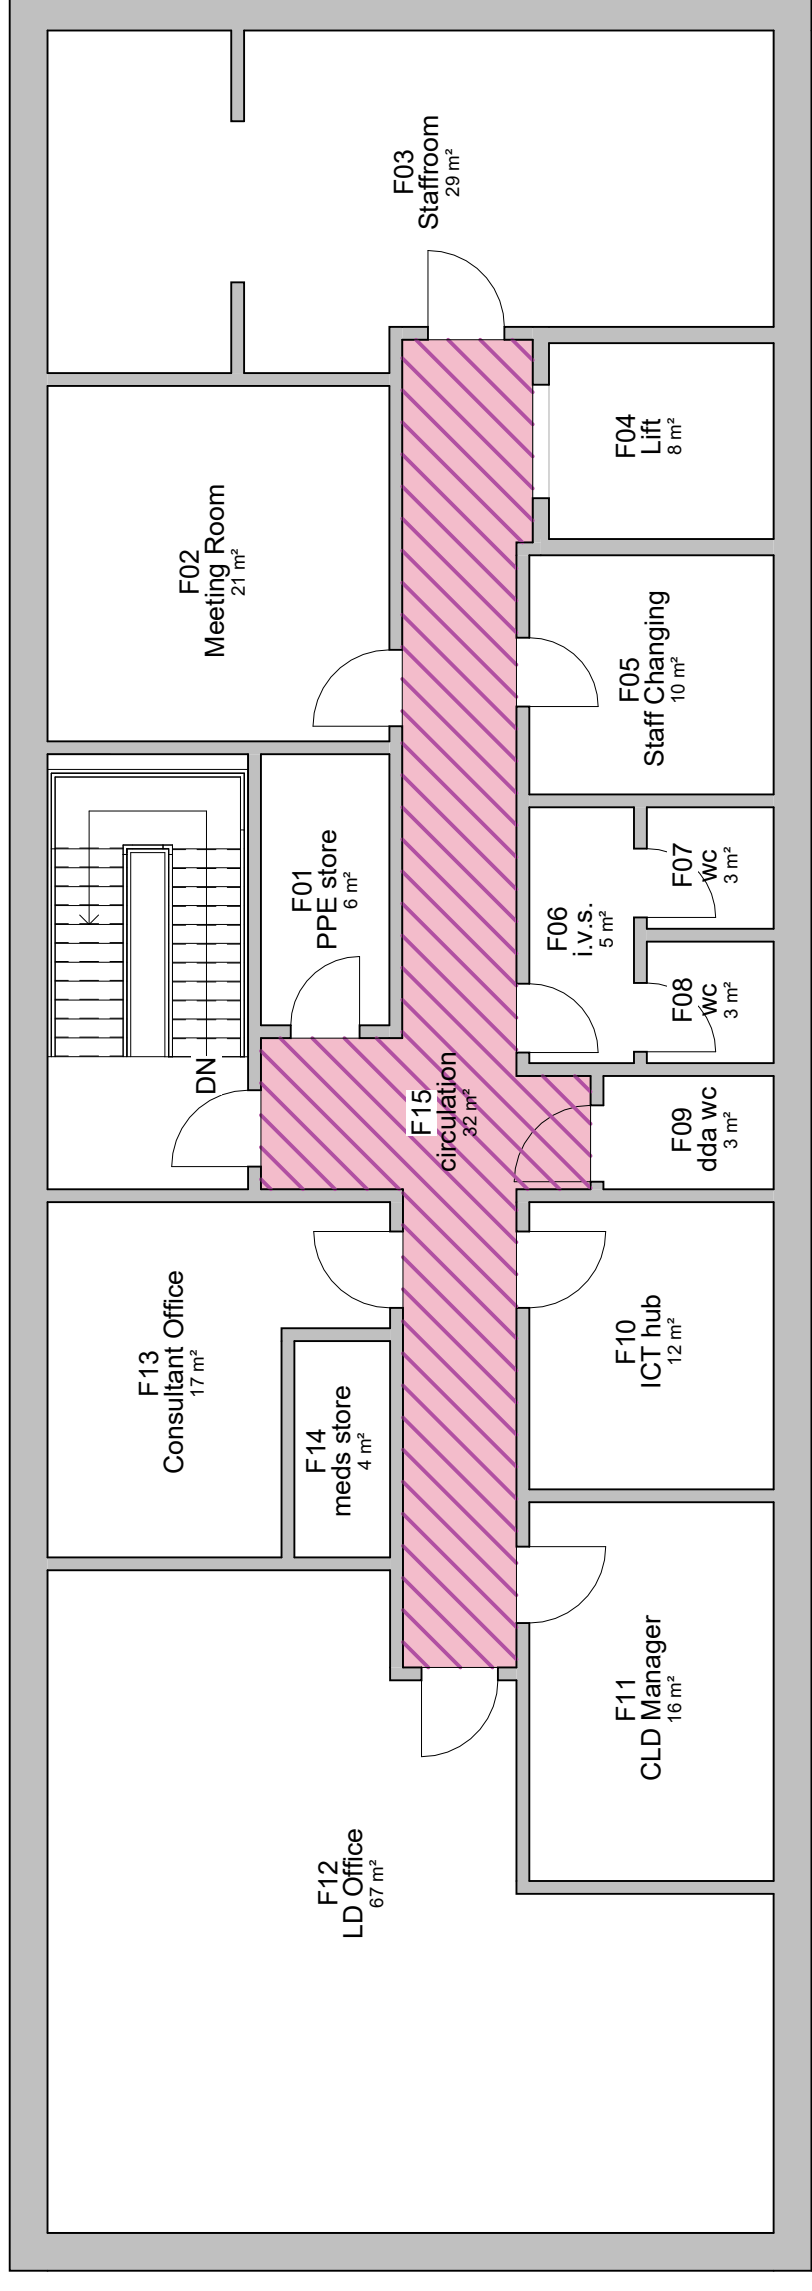 F01
PPE store
6 m²
F02
Meeting Room
21 m²
F03
Staffroom
29 m²
F04
Lift
8 m²
F05
Staff Changing
10 m²
F06
i.v.s.
5 m²
F07
wc
3 m²
F08
wc
3 m²
F09
dda wc
3 m²
F10
ICT hub
12 m²
F11
CLD Manager
16 m²
F12
LD Office
67 m²
F13
Consultant Office
17 m²
F14
meds store
4 m²
F15
circulation
32 m²
DN